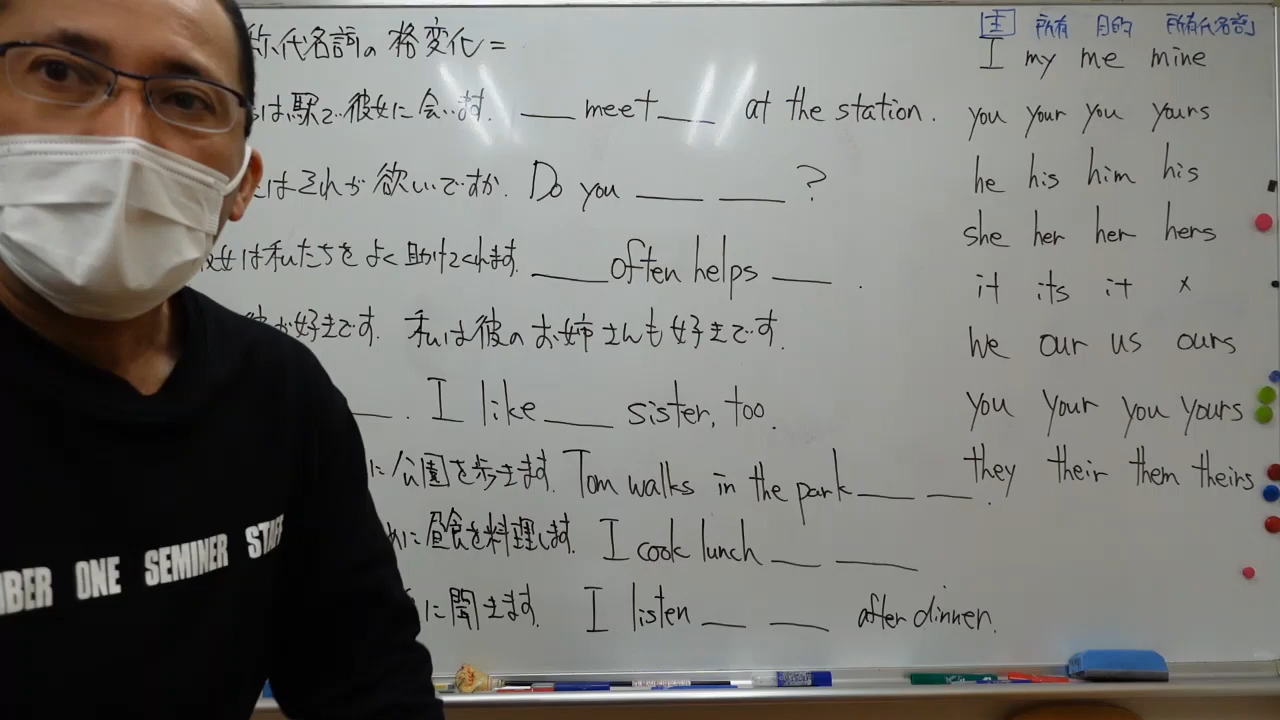 称代名詞の格変化=
主 所有 目的 所有代名詞
I my me mine
は駅で彼女に会います. ___ meet ___ at the station.
you your you yours
はそれが欲しいですか. Do you ___ ___ ?
he his him his
she her her hers
女は私たちをよく助けてくれます. ___ often helps ___ .
it its it ×
彼が好きです. 私は彼のお姉さんも好きです.
We our us ours
___ . I like ___ sister, too.
you your you yours
に公園を歩きます. Tom walks in the park ___ ___ .
they their them theirs
めに昼食を料理します. I cook lunch ___ ___
に聞きます. I listen ___ ___ after dinner.
MBER ONE SEMINER STAFF